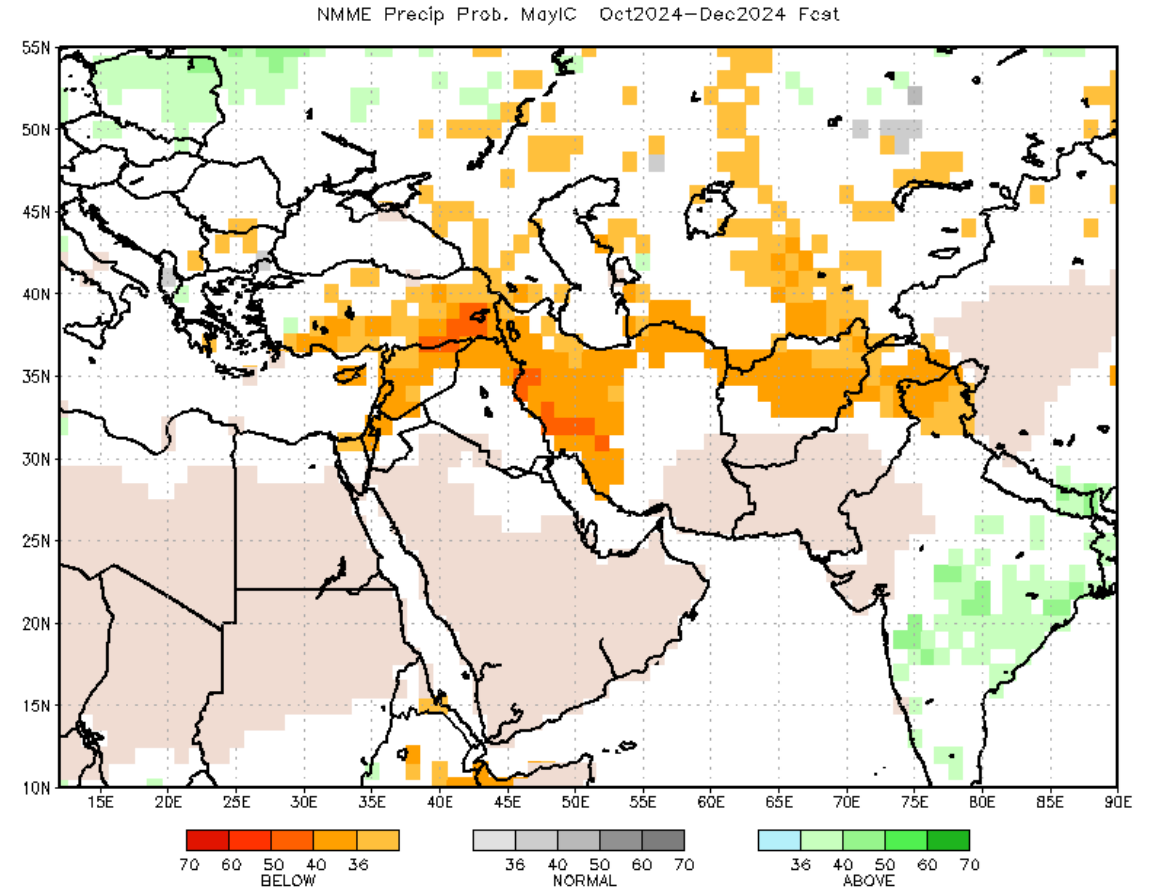 NMME Precip Prob. MayIC  Oct2024-Dec2024 Fcst
55N
50N
45N
40N
35N
30N
25N
20N
15N
10N
15E 20E 25E 30E 35E 40E 45E 50E 55E 60E 65E 70E 75E 80E 85E 90E
70 60 50 40 36
BELOW
36 40 50 60 70
NORMAL
36 40 50 60 70
ABOVE